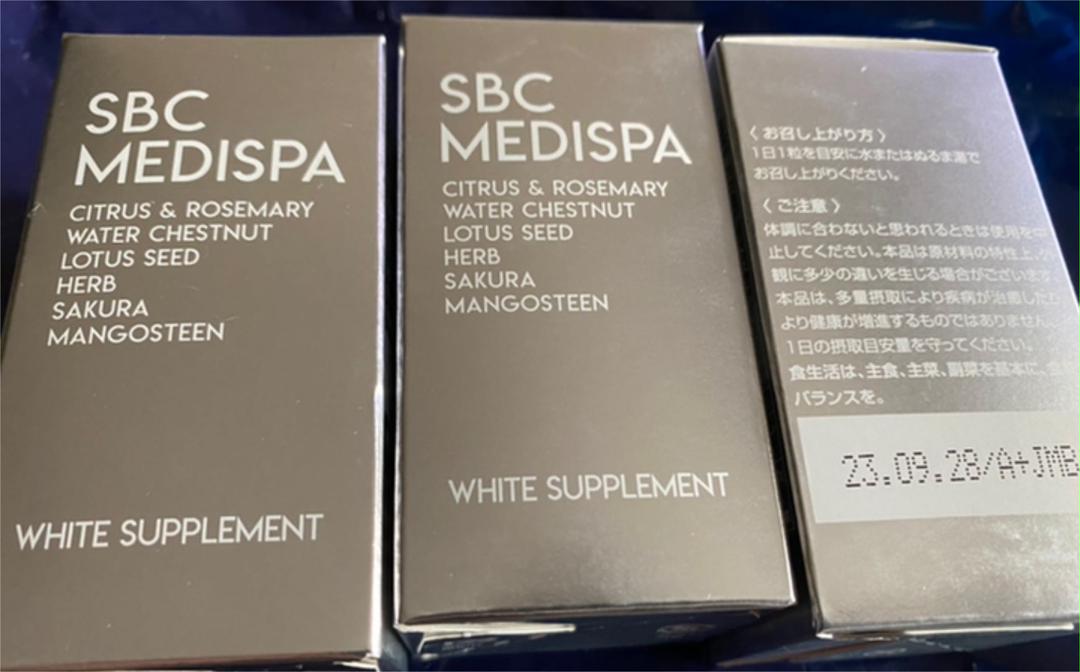 SBC
MEDISPA
CITRUS & ROSEMARY
WATER CHESTNUT
LOTUS SEED
HERB
SAKURA
MANGOSTEEN
WHITE SUPPLEMENT
SBC
MEDISPA
CITRUS & ROSEMARY
WATER CHESTNUT
LOTUS SEED
HERB
SAKURA
MANGOSTEEN
WHITE SUPPLEMENT
〈お召し上がり方〉
1日1粒を目安に水またはぬるま湯で
お召し上がりください。
〈ご注意〉
体調に合わないと思われるときは使用を中
止してください。本品は原材料の特性上、
観に多少の違いを生じる場合がございます
本品は、多量摂取により疾病が治癒したり
より健康が増進するものではありません。
1日の摂取目安量を守ってください。
食生活は、主食、主菜、副菜を基本に、
バランスを。
23.09.28/A+JMB